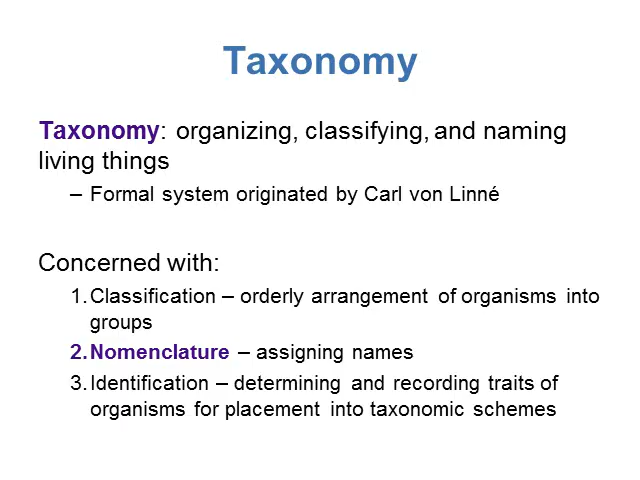 Taxonomy
Taxonomy: organizing, classifying, and naming
living things
– Formal system originated by Carl von Linné
Concerned with:
1. Classification – orderly arrangement of organisms into
groups
2. Nomenclature – assigning names
3. Identification – determining and recording traits of
organisms for placement into taxonomic schemes